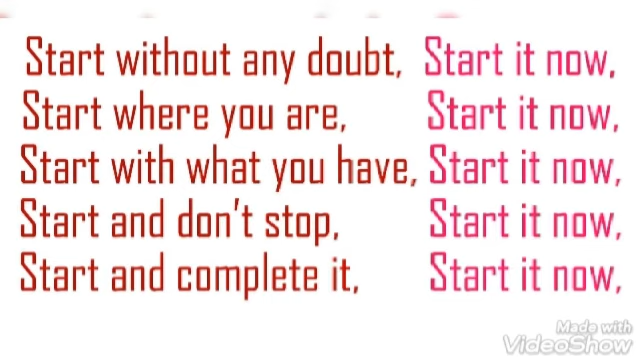 Start without any doubt, Start it now,
Start where you are, Start it now,
Start with what you have, Start it now,
Start and don't stop, Start it now,
Start and complete it, Start it now,
Made with
VideoShow